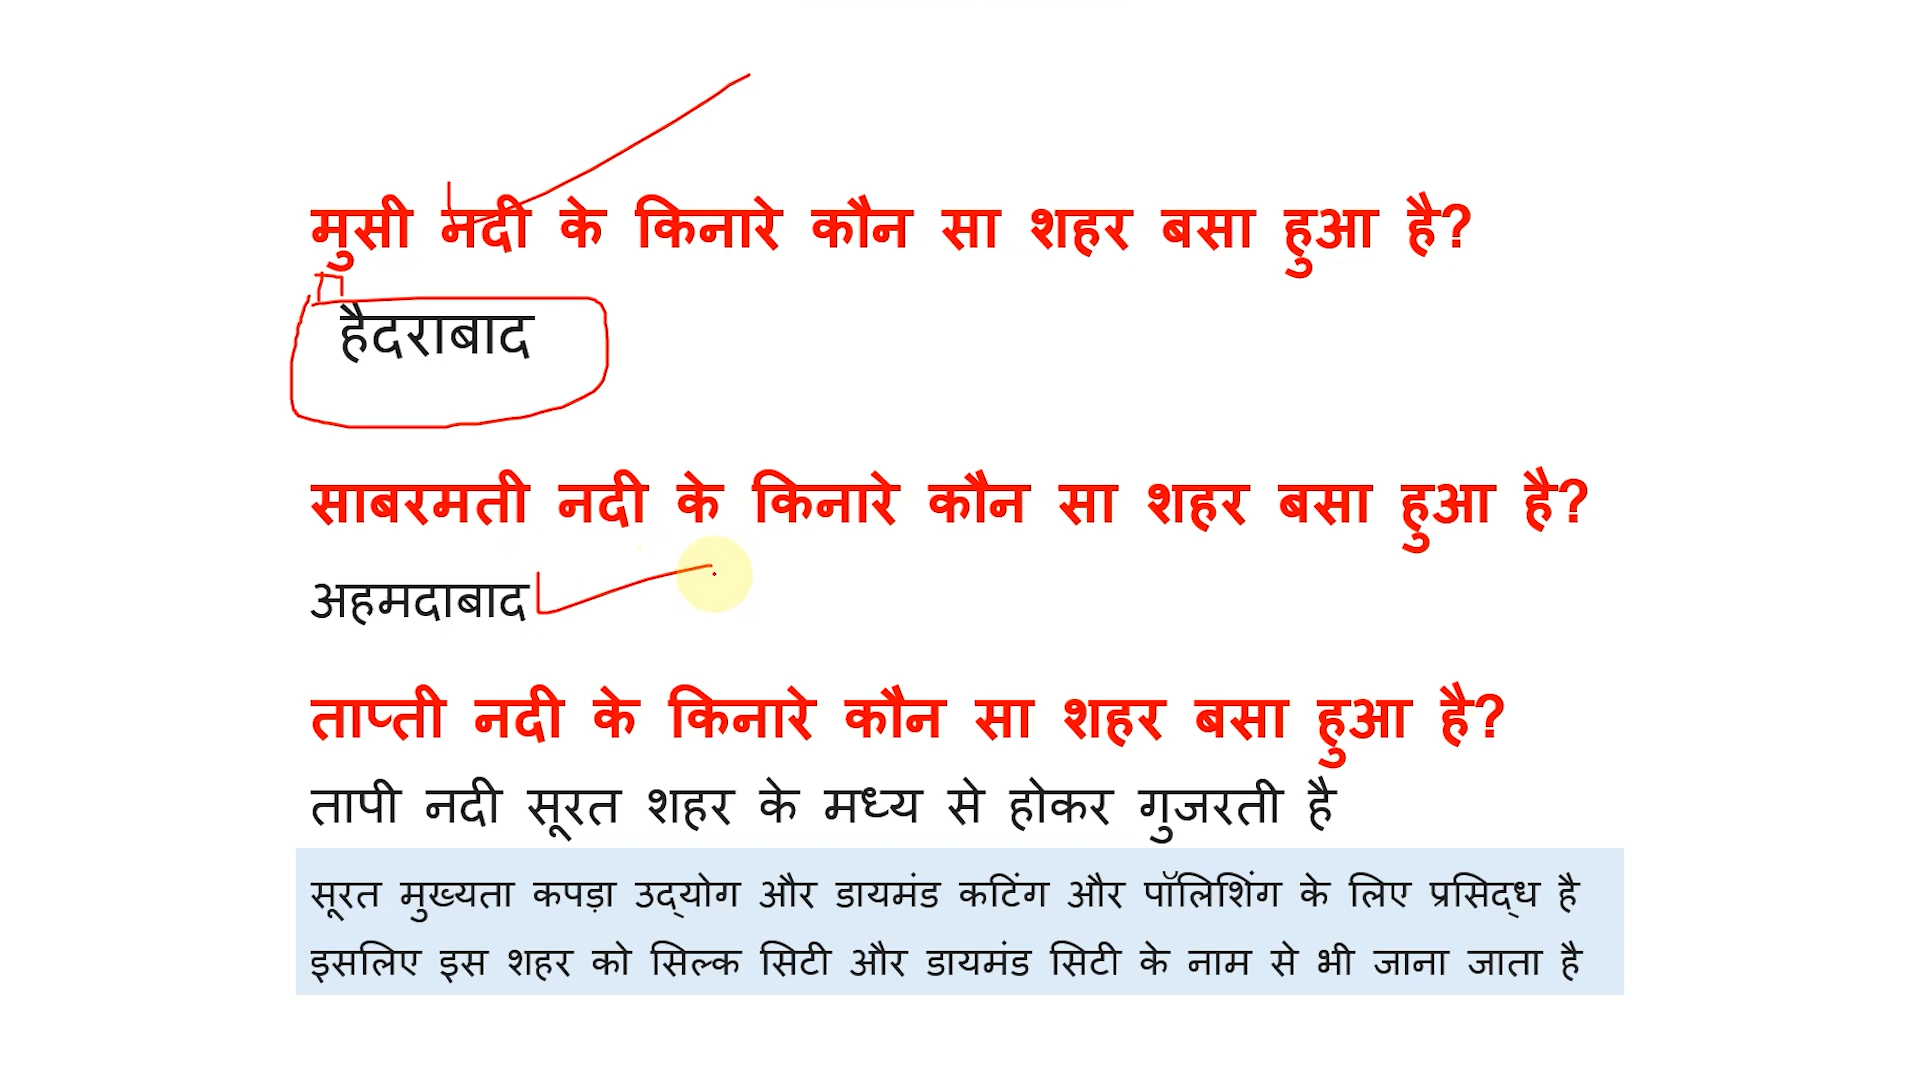 मुसी नदी के किनारे कौन सा शहर बसा हुआ है?
हैदराबाद
साबरमती नदी के किनारे कौन सा शहर बसा हुआ है?
अहमदाबाद
ताप्ती नदी के किनारे कौन सा शहर बसा हुआ है?
तापी नदी सूरत शहर के मध्य से होकर गुजरती है
सूरत मुख्यता कपड़ा उद्योग और डायमंड कटिंग और पॉलिशिंग के लिए प्रसिद्ध है
इसलिए इस शहर को सिल्क सिटी और डायमंड सिटी के नाम से भी जाना जाता है